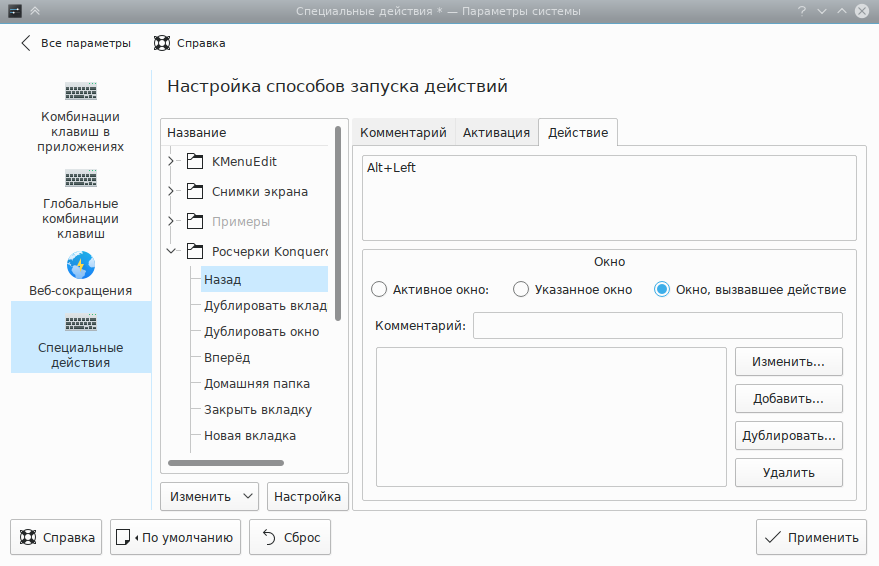 Специальные действия * — Параметры системы
Все параметры
Справка
Комбинации
клавиш в
приложениях
Глобальные
комбинации
клавиш
Веб-сокращения
Специальные
действия
Настройка способов запуска действий
Название
KMenuEdit
Снимки экрана
Примеры
Росчерки Konquero
Назад
Дублировать вклад
Дублировать окно
Вперёд
Домашняя папка
Закрыть вкладку
Новая вкладка
Изменить
Настройка
Комментарий
Активация
Действие
Alt+Left
Окно
Активное окно:
Указанное окно
Окно, вызвавшее действие
Комментарий:
Изменить...
Добавить...
Дублировать...
Удалить
Справка
По умолчанию
Сброс
Применить